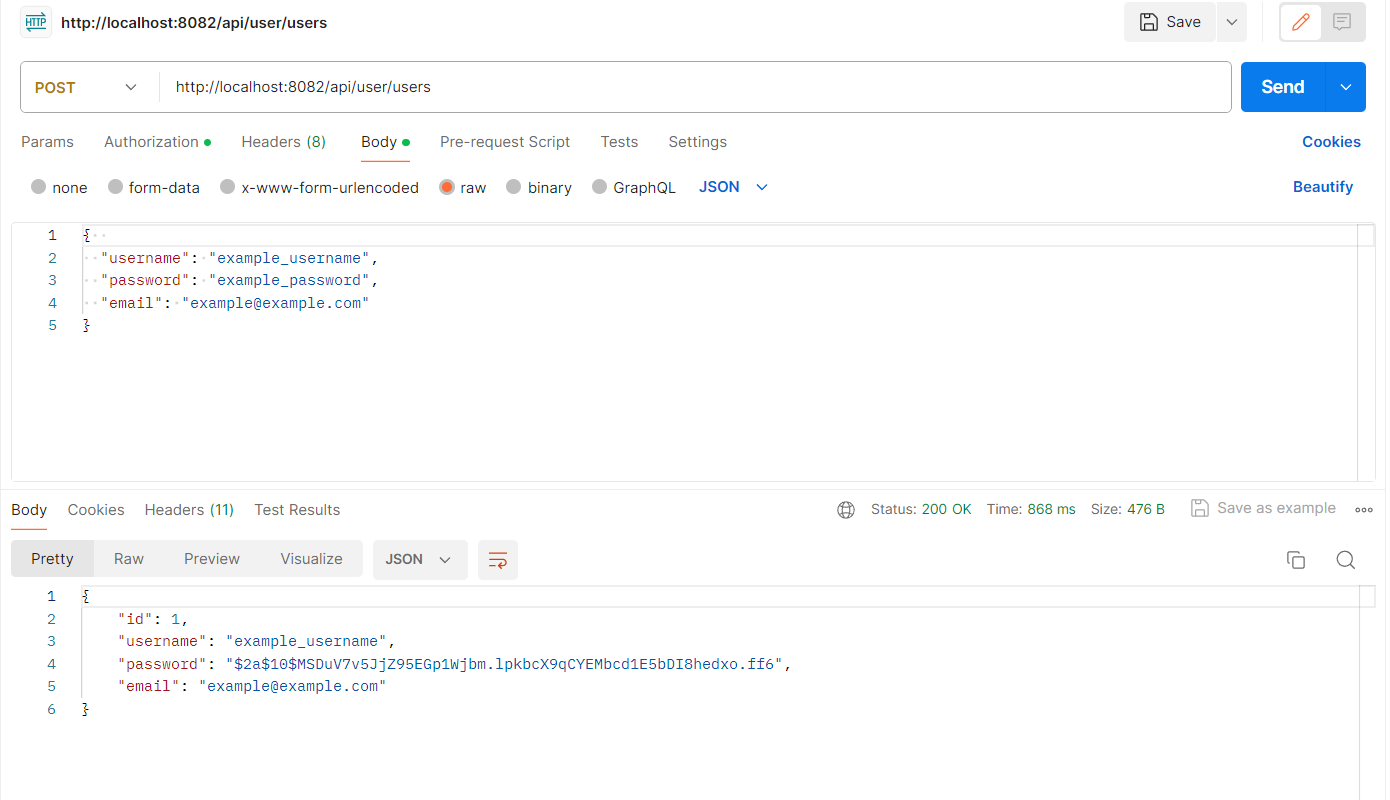 HTTP http://localhost:8082/api/user/users Save
POST http://localhost:8082/api/user/users Send
Params Authorization Headers (8) Body Pre-request Script Tests Settings Cookies
none form-data x-www-form-urlencoded raw binary GraphQL JSON Beautify
1 {
2 "username": "example_username",
3 "password": "example_password",
4 "email": "example@example.com"
5 }
Body Cookies Headers (11) Test Results Status: 200 OK Time: 868 ms Size: 476 B Save as example
Pretty Raw Preview Visualize JSON
1 {
2 "id": 1,
3 "username": "example_username",
4 "password": "$2a$10$MSDuV7v5JjZ95EGp1Wjbm.lpkbcX9qCYEMbcd1E5bDI8hedxo.ff6",
5 "email": "example@example.com"
6 }